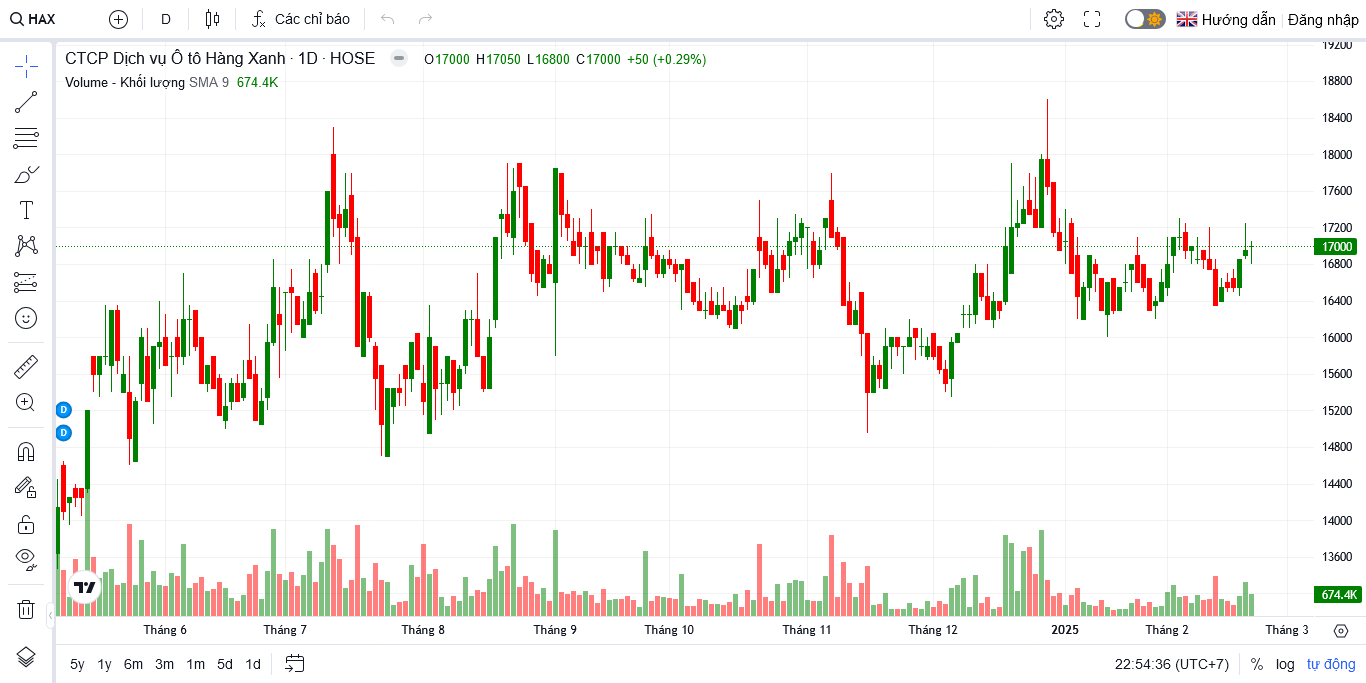 HAX D Các chỉ báo Hướng dẫn Đăng nhập
CTCP Dịch vụ Ô tô Hàng Xanh · 1D · HOSE O17000 H17050 L16800 C17000 +50 (+0.29%)
Volume - Khối lượng SMA 9 674.4K
19200
18800
18400
18000
17600
17200
17000
16800
16400
16000
15600
15200
D
D
14800
14400
14000
13600
674.4K
Tháng 6 Tháng 7 Tháng 8 Tháng 9 Tháng 10 Tháng 11 Tháng 12 2025 Tháng 2 Tháng 3
5y 1y 6m 3m 1m 5d 1d 22:54:36 (UTC+7) % log tự động